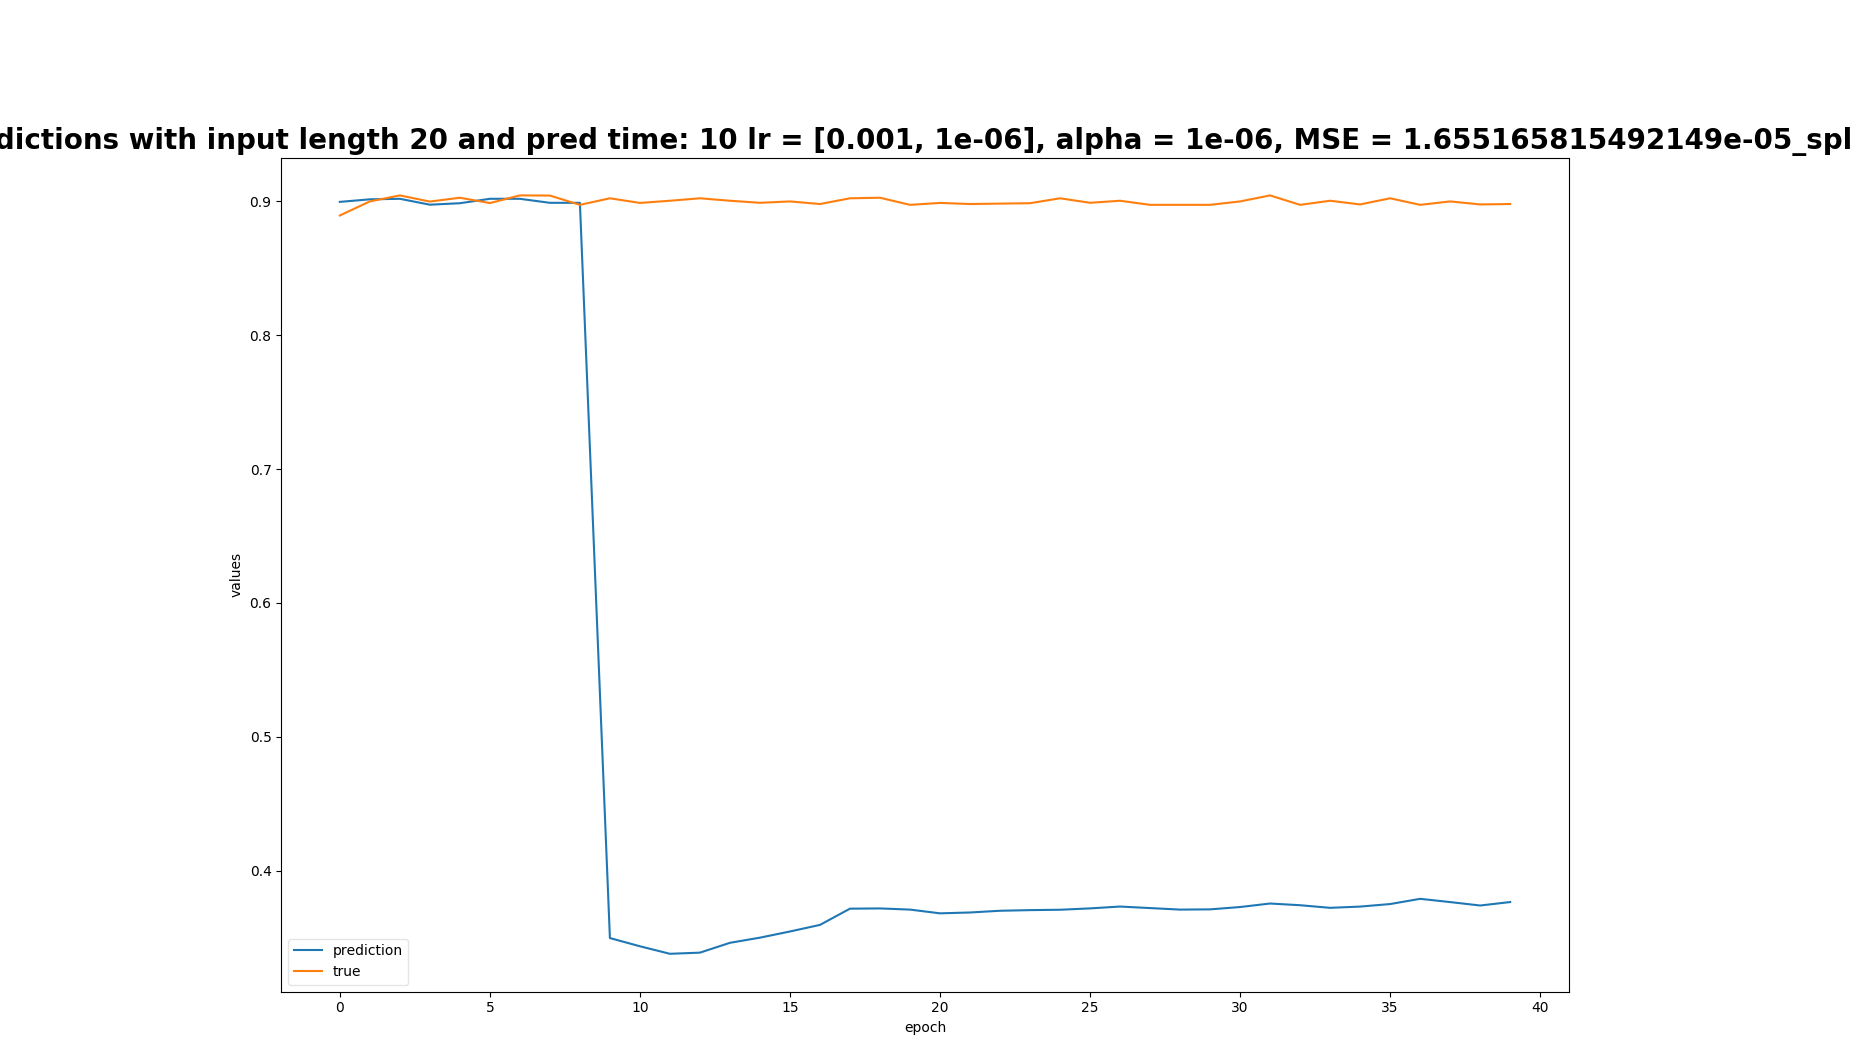 dictions with input length 20 and pred time: 10 lr = [0.001, 1e-06], alpha = 1e-06, MSE = 1.655165815492149e-05_spl
0.9
0.8
0.7
0.6
0.5
0.4
values
prediction
true
0 5 10 15 20 25 30 35 40
epoch